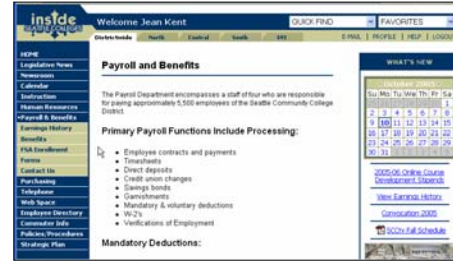 inside
SEATTLE COLLEGES
Welcome Jean Kent
QUICK FIND
FAVORITES
Districtwide North Central South SVI
E-MAIL | PROFILE | HELP | LOGOU
HOME
Legislative News
Newsroom
Calendar
Instruction
Human Resources
•Payroll & Benefits
Earnings History
Benefits
FSA Enrollment
Forms
Contact Us
Purchasing
Telephone
Web Space
Employee Directory
Commuter Info
Policies/Procedures
Strategic Plan
Payroll and Benefits
The Payroll Department encompasses a staff of four who are responsible
for paying approximately 5,500 employees of the Seattle Community College
District.
Primary Payroll Functions Include Processing:
• Employee contracts and payments
• Timesheets
• Direct deposits
• Credit union changes
• Savings bonds
• Garnishments
• Mandatory & voluntary deductions
• W-2's
• Verifications of Employment
Mandatory Deductions:
WHAT'S NEW
October 2005
Su Mo Tu We Th Fr Sa
1
2 3 4 5 6 7 8
9 10 11 12 13 14 15
16 17 18 19 20 21 22
23 24 25 26 27 28 29
30 31
2005-06 Online Course
Development Stipends
View Earnings History
Convocation 2005
SCCtv Fall Schedule